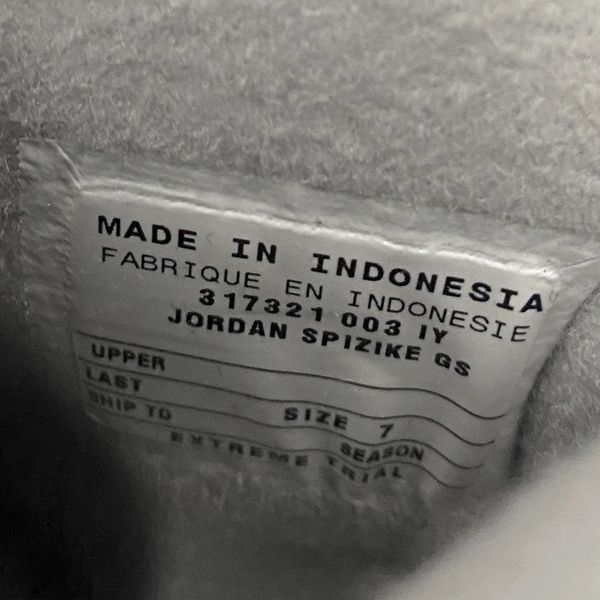 MADE IN INDONESIA
FABRIQUE EN INDONESIE
317321 003 IY
JORDAN SPIZIKE GS
UPPER
LAST SIZE 7
SHIP TO SEASON
EXTREME TRIAL